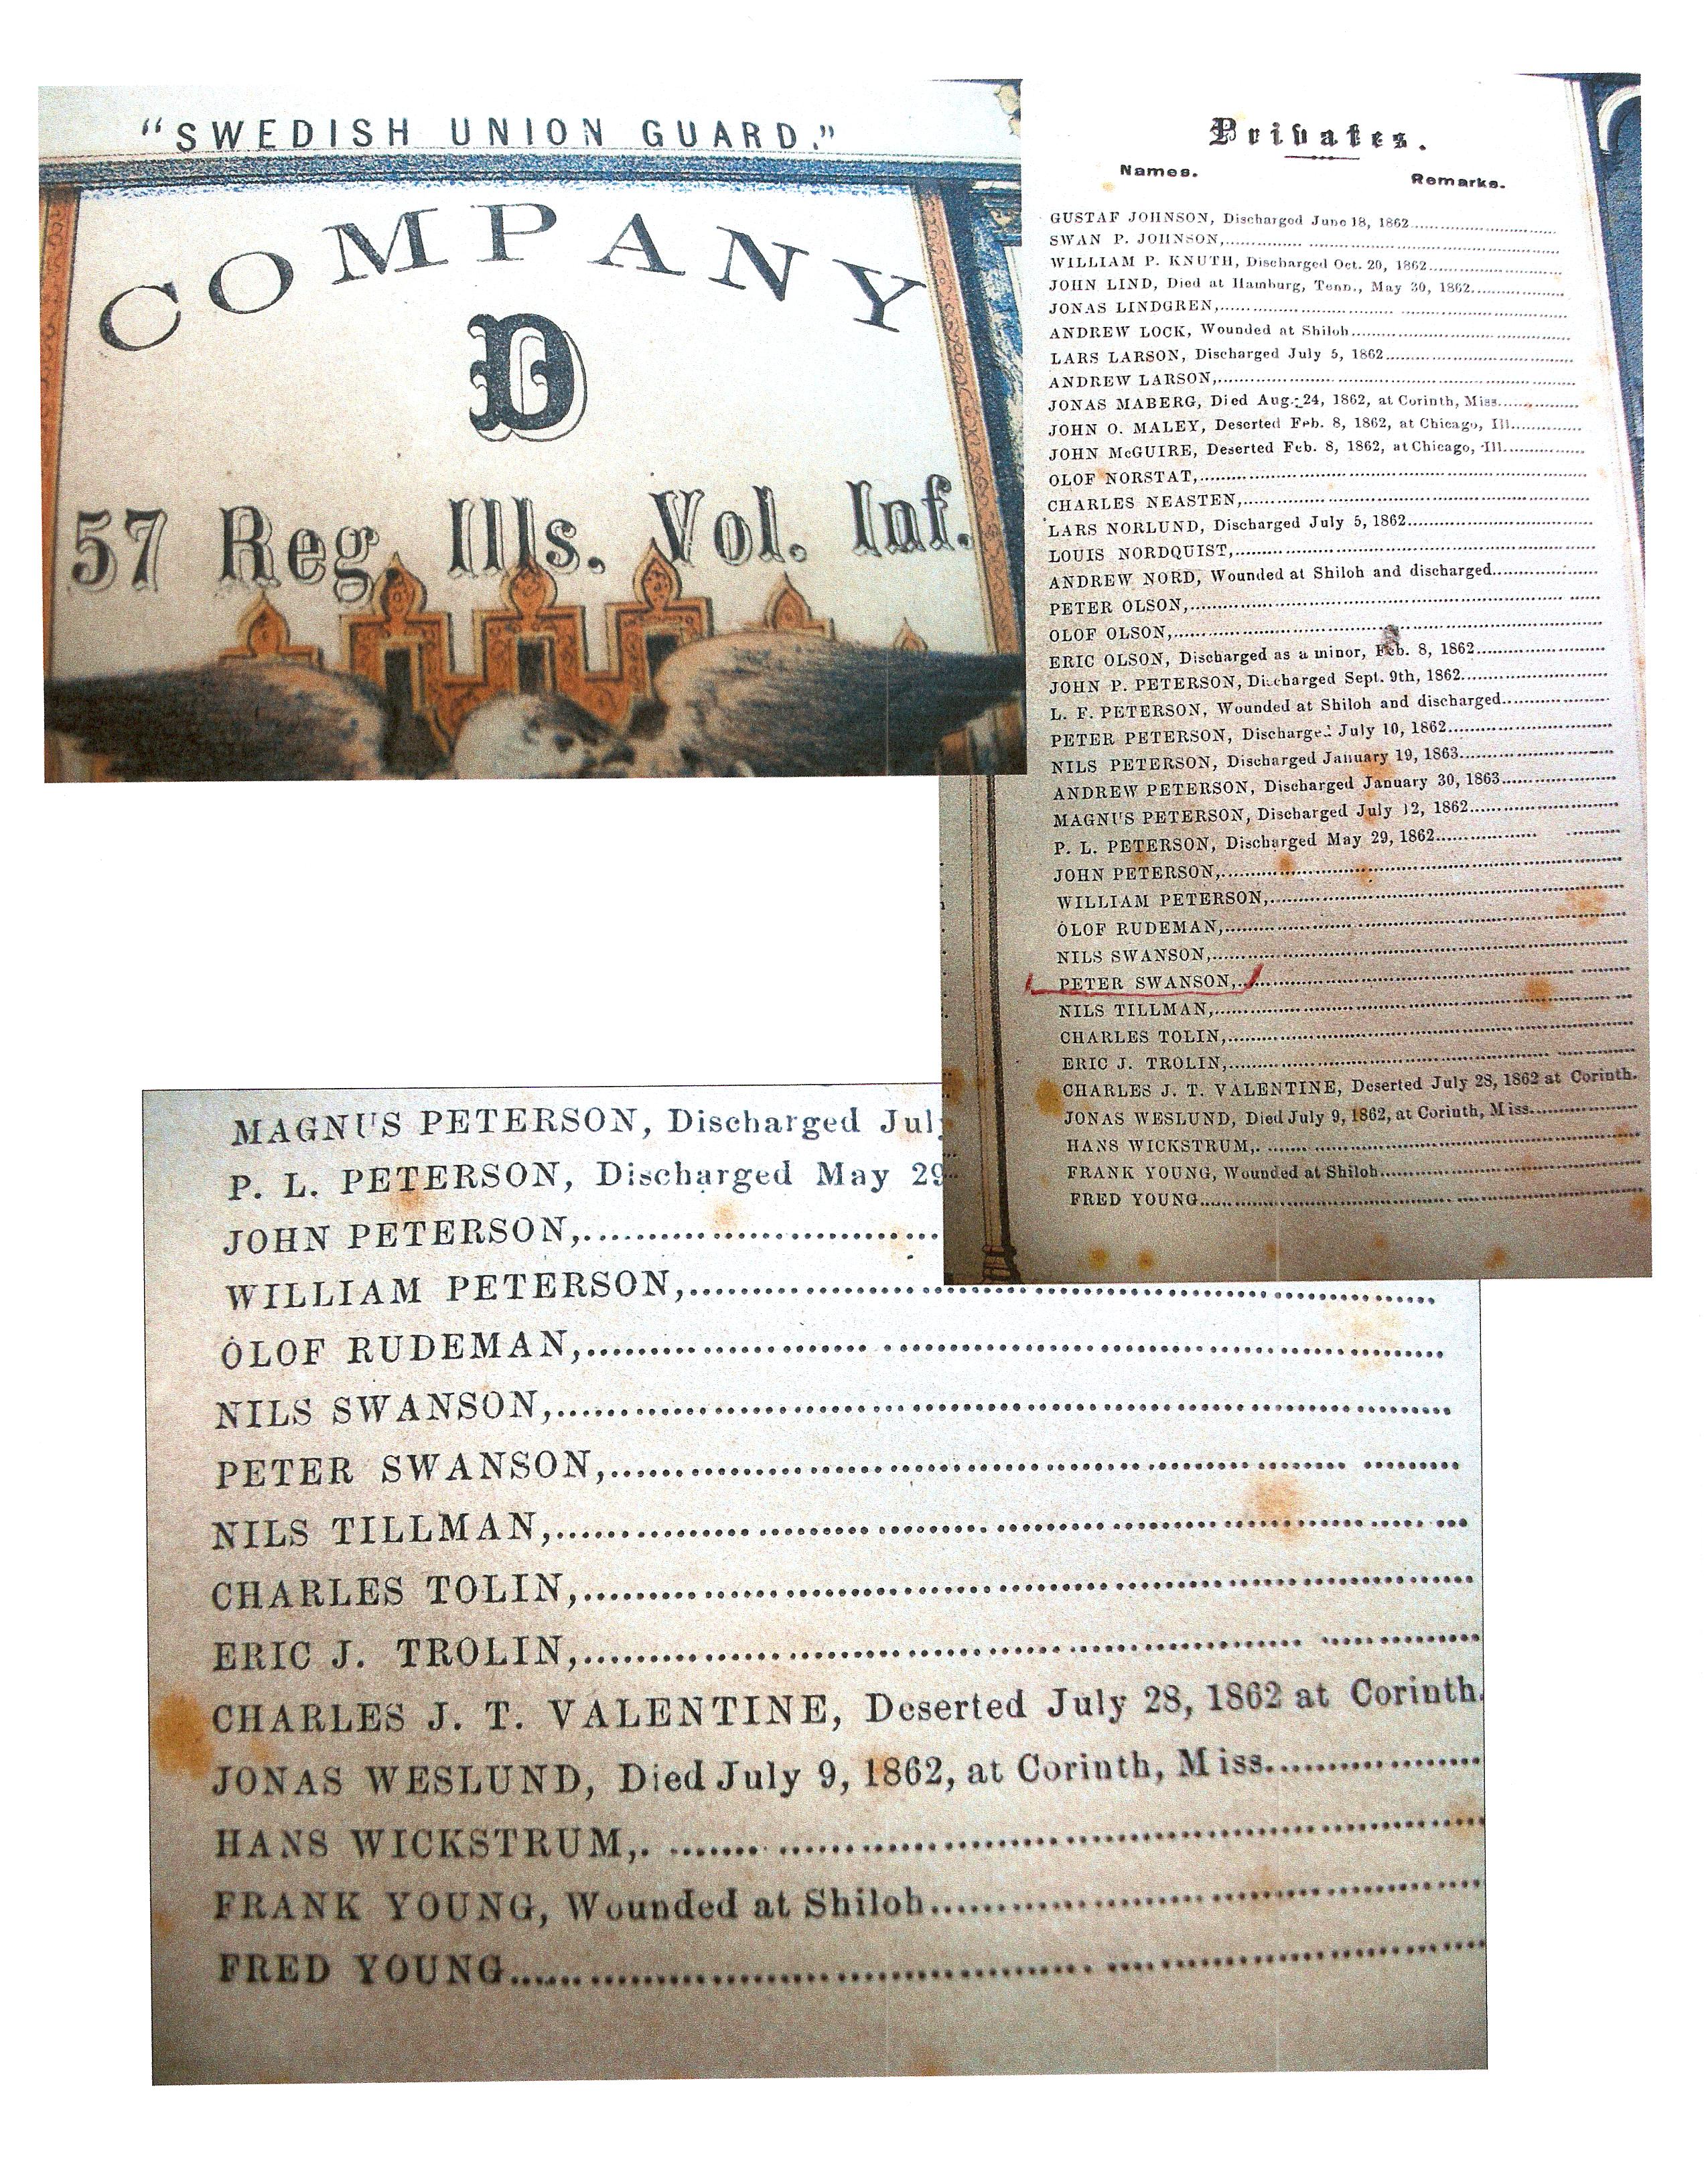 "SWEDISH UNION GUARD."
COMPANY
D
57 Reg. Ills. Vol. Inf.
Privates.
Names. Remarks.
GUSTAF JOHNSON, Discharged June 18, 1862
SWAN P. JOHNSON,
WILLIAM P. KNUTH, Discharged Oct. 20, 1862
JOHN LIND, Died at Hamburg, Tenn., May 30, 1862
JONAS LINDGREN,
ANDREW LOCK, Wounded at Shiloh
LARS LARSON, Discharged July 5, 1862
ANDREW LARSON,
JONAS MABERG, Died Aug. 24, 1862, at Corinth, Miss.
JOHN O. MALEY, Deserted Feb. 8, 1862, at Chicago, Ill.
JOHN McGUIRE, Deserted Feb. 8, 1862, at Chicago, Ill.
OLOF NORSTAT,
CHARLES NEASTEN,
LARS NORLUND, Discharged July 5, 1862
LOUIS NORDQUIST,
ANDREW NORD, Wounded at Shiloh and discharged
PETER OLSON,
OLOF OLSON,
ERIC OLSON, Discharged as a minor, Feb. 8, 1862
JOHN P. PETERSON, Discharged Sept. 9th, 1862
L. F. PETERSON, Wounded at Shiloh and discharged
PETER PETERSON, Discharged July 10, 1862
NILS PETERSON, Discharged January 19, 1863
ANDREW PETERSON, Discharged January 30, 1863
MAGNUS PETERSON, Discharged July 12, 1862
P. L. PETERSON, Discharged May 29, 1862
JOHN PETERSON,
WILLIAM PETERSON,
OLOF RUDEMAN,
NILS SWANSON,
PETER SWANSON,
NILS TILLMAN,
CHARLES TOLIN,
ERIC J. TROLIN,
CHARLES J. T. VALENTINE, Deserted July 28, 1862 at Corinth.
JONAS WESLUND, Died July 9, 1862, at Corinth, Miss.
HANS WICKSTRUM,
FRANK YOUNG, Wounded at Shiloh
FRED YOUNG
MAGNUS PETERSON, Discharged July
P. L. PETERSON, Discharged May 29
JOHN PETERSON,
WILLIAM PETERSON,
OLOF RUDEMAN,
NILS SWANSON,
PETER SWANSON,
NILS TILLMAN,
CHARLES TOLIN,
ERIC J. TROLIN,
CHARLES J. T. VALENTINE, Deserted July 28, 1862 at Corinth.
JONAS WESLUND, Died July 9, 1862, at Corinth, Miss.
HANS WICKSTRUM,
FRANK YOUNG, Wounded at Shiloh
FRED YOUNG